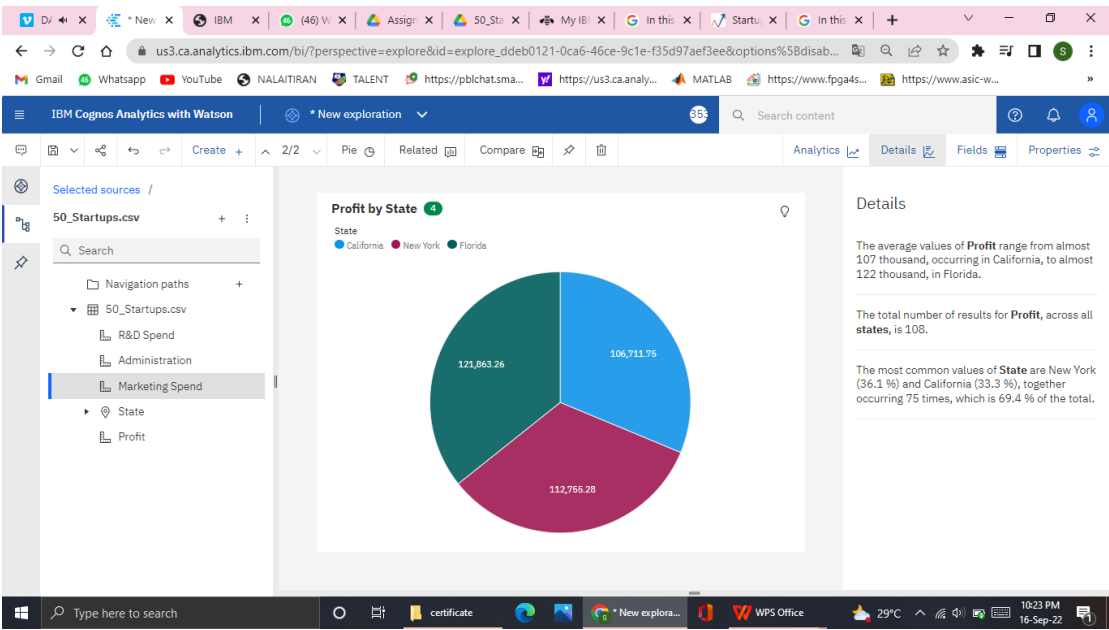 DA
* New
IBM
(46) W
Assign
50_Sta
My IB
In this
Startu
In this
us3.ca.analytics.ibm.com/bi/?perspective=explore&id=explore_ddeb0121-0ca6-46ce-9c1e-f35d97aef3ee&options%5Bdisab...
S
Gmail
Whatsapp
YouTube
NALAITIRAN
TALENT
https://pblchat.sma...
https://us3.ca.analy...
MATLAB
https://www.fpga4s...
https://www.asic-w...
»
IBM Cognos Analytics with Watson
* New exploration
353
Search content
Create +
2/2
Pie
Related
Compare
Analytics
Details
Fields
Properties
Selected sources /
50_Startups.csv
Search
Navigation paths
50_Startups.csv
R&D Spend
Administration
Marketing Spend
State
Profit
Profit by State 4
State
California New York Florida
121,863.26
106,711.75
112,755.28
Details
The average values of Profit range from almost
107 thousand, occurring in California, to almost
122 thousand, in Florida.
The total number of results for Profit, across all
states, is 108.
The most common values of State are New York
(36.1 %) and California (33.3 %), together
occurring 75 times, which is 69.4 % of the total.
Type here to search
certificate
* New explora...
WPS Office
29°C
10:23 PM
16-Sep-22